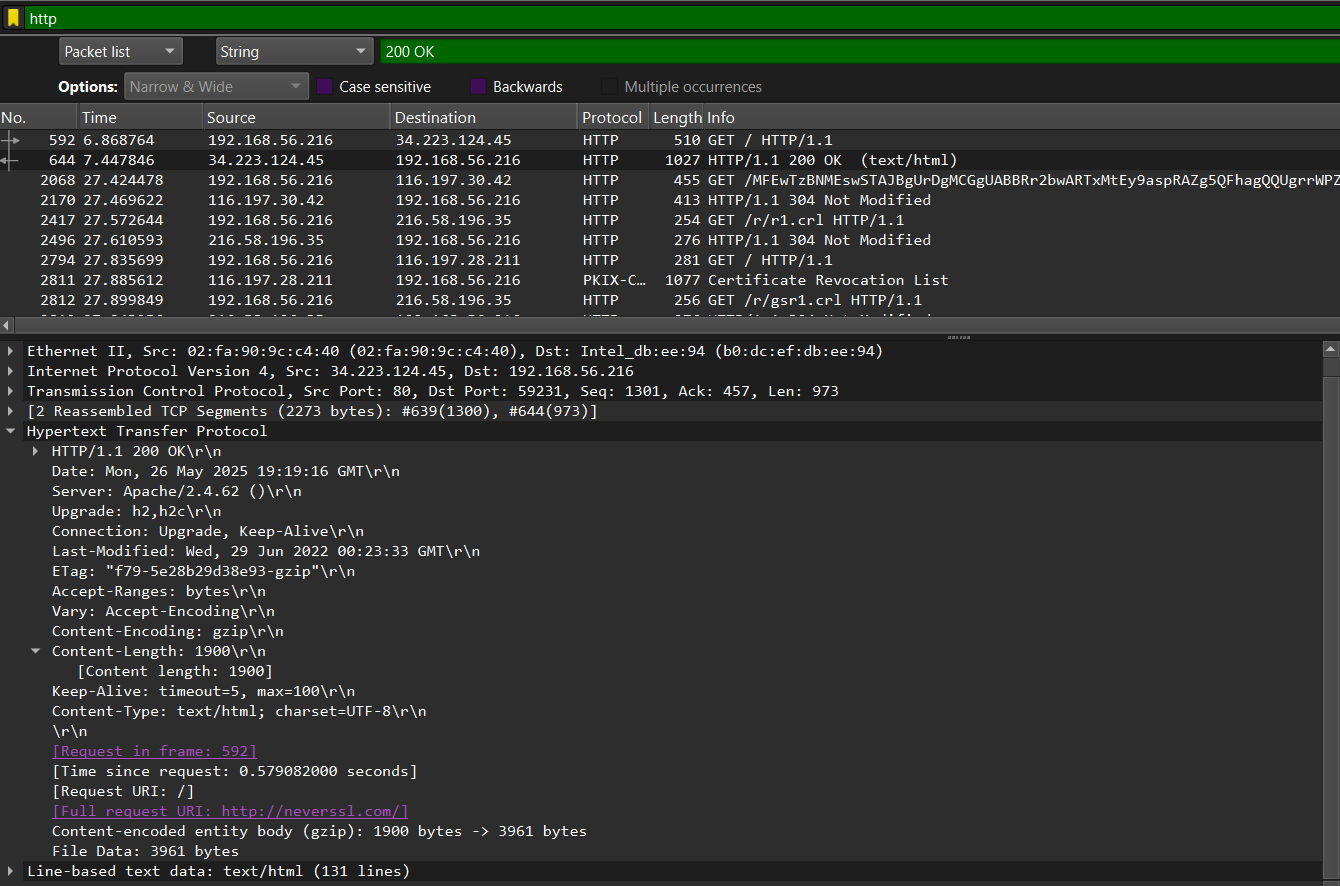 http
Packet list String 200 OK
Options: Narrow & Wide Case sensitive Backwards Multiple occurrences
No. Time Source Destination Protocol Length Info
592 6.868764 192.168.56.216 34.223.124.45 HTTP 510 GET / HTTP/1.1
644 7.447846 34.223.124.45 192.168.56.216 HTTP 1027 HTTP/1.1 200 OK (text/html)
2068 27.424478 192.168.56.216 116.197.30.42 HTTP 455 GET /MFEwTzBNMEswSTAJBgUrDgMCGgUABBRr2bwARTxMtEy9aspRAZg5QFhagQQUgrrWPZ
2170 27.469622 116.197.30.42 192.168.56.216 HTTP 413 HTTP/1.1 304 Not Modified
2417 27.572644 192.168.56.216 216.58.196.35 HTTP 254 GET /r/r1.crl HTTP/1.1
2496 27.610593 216.58.196.35 192.168.56.216 HTTP 276 HTTP/1.1 304 Not Modified
2794 27.835699 192.168.56.216 116.197.28.211 HTTP 281 GET / HTTP/1.1
2811 27.885612 116.197.28.211 192.168.56.216 PKIX-C… 1077 Certificate Revocation List
2812 27.899849 192.168.56.216 216.58.196.35 HTTP 256 GET /r/gsr1.crl HTTP/1.1
Ethernet II, Src: 02:fa:90:9c:c4:40 (02:fa:90:9c:c4:40), Dst: Intel_db:ee:94 (b0:dc:ef:db:ee:94)
Internet Protocol Version 4, Src: 34.223.124.45, Dst: 192.168.56.216
Transmission Control Protocol, Src Port: 80, Dst Port: 59231, Seq: 1301, Ack: 457, Len: 973
[2 Reassembled TCP Segments (2273 bytes): #639(1300), #644(973)]
Hypertext Transfer Protocol
HTTP/1.1 200 OK\r\n
Date: Mon, 26 May 2025 19:19:16 GMT\r\n
Server: Apache/2.4.62 ()\r\n
Upgrade: h2,h2c\r\n
Connection: Upgrade, Keep-Alive\r\n
Last-Modified: Wed, 29 Jun 2022 00:23:33 GMT\r\n
ETag: "f79-5e28b29d38e93-gzip"\r\n
Accept-Ranges: bytes\r\n
Vary: Accept-Encoding\r\n
Content-Encoding: gzip\r\n
Content-Length: 1900\r\n
[Content length: 1900]
Keep-Alive: timeout=5, max=100\r\n
Content-Type: text/html; charset=UTF-8\r\n
\r\n
[Request in frame: 592]
[Time since request: 0.579082000 seconds]
[Request URI: /]
[Full request URI: http://neverssl.com/]
Content-encoded entity body (gzip): 1900 bytes -> 3961 bytes
File Data: 3961 bytes
Line-based text data: text/html (131 lines)